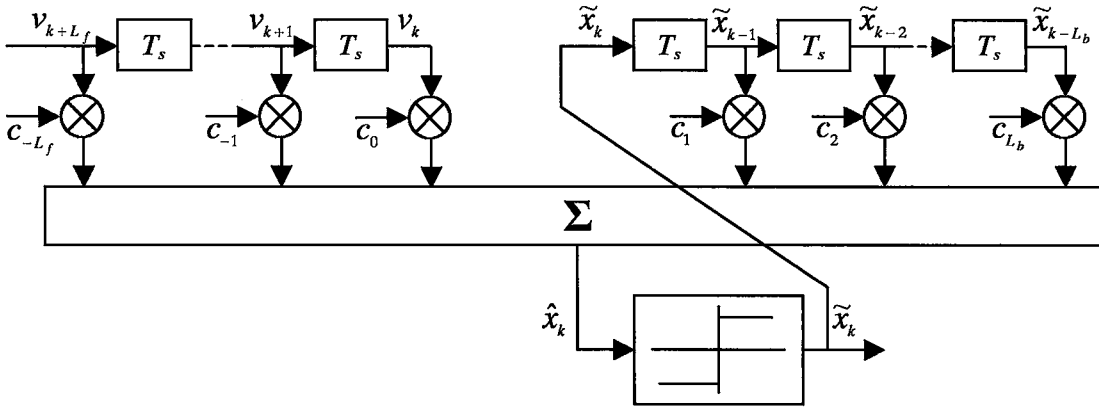 v_{k+L_f} T_s v_{k+1} T_s v_k x̃_k T_s x̃_{k-1} T_s x̃_{k-2} T_s x̃_{k-L_b}
c_{-L_f} c_{-1} c_0 c_1 c_2 c_{L_b}
Σ
x̂_k x̃_k